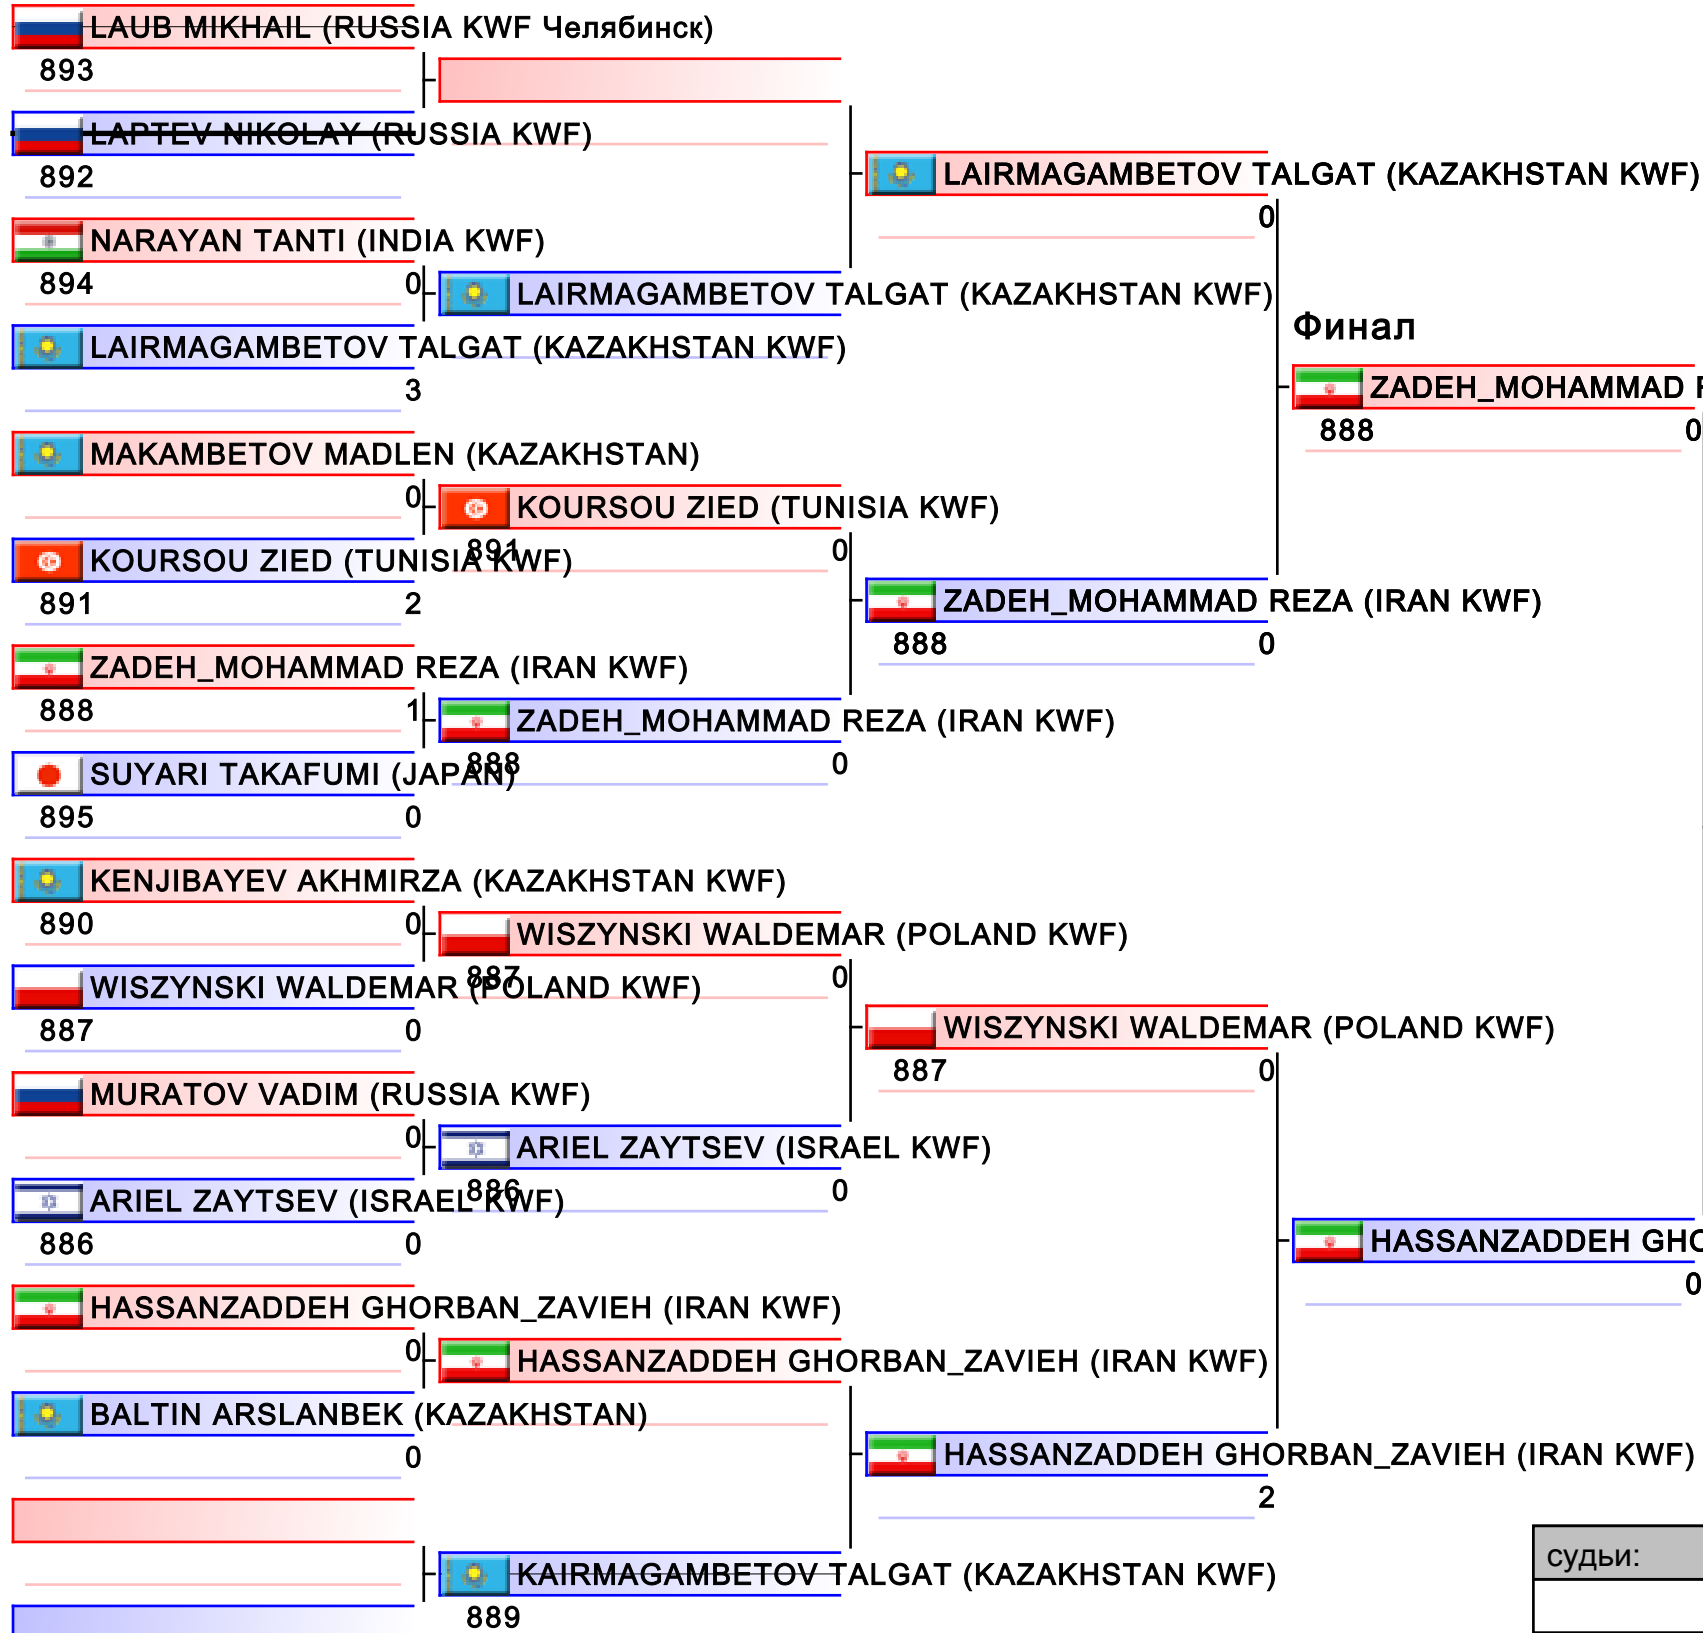 LAUB MIKHAIL (RUSSIA KWF Челябинск)
893
LAPTEV NIKOLAY (RUSSIA KWF)
892
NARAYAN TANTI (INDIA KWF)
894 0
LAIRMAGAMBETOV TALGAT (KAZAKHSTAN KWF)
3
MAKAMBETOV MADLEN (KAZAKHSTAN)
0
KOURSOU ZIED (TUNISIA KWF)
891 2
ZADEH_MOHAMMAD REZA (IRAN KWF)
888 1
SUYARI TAKAFUMI (JAPAN)
895 0
KENJIBAYEV AKHMIRZA (KAZAKHSTAN KWF)
890 0
WISZYNSKI WALDEMAR (POLAND KWF)
887 0
MURATOV VADIM (RUSSIA KWF)
0
ARIEL ZAYTSEV (ISRAEL KWF)
886 0
HASSANZADDEH GHORBAN_ZAVIEH (IRAN KWF)
0
BALTIN ARSLANBEK (KAZAKHSTAN)
0
LAIRMAGAMBETOV TALGAT (KAZAKHSTAN KWF)
KOURSOU ZIED (TUNISIA KWF)
891 0
ZADEH_MOHAMMAD REZA (IRAN KWF)
888 0
WISZYNSKI WALDEMAR (POLAND KWF)
887 0
ARIEL ZAYTSEV (ISRAEL KWF)
886 0
HASSANZADDEH GHORBAN_ZAVIEH (IRAN KWF)
KAIRMAGAMBETOV TALGAT (KAZAKHSTAN KWF)
889
LAIRMAGAMBETOV TALGAT (KAZAKHSTAN KWF)
0
ZADEH_MOHAMMAD REZA (IRAN KWF)
888 0
WISZYNSKI WALDEMAR (POLAND KWF)
887 0
HASSANZADDEH GHORBAN_ZAVIEH (IRAN KWF)
2
Финал
ZADEH_MOHAMMAD
888 0
HASSANZADDEH
0
судьи: